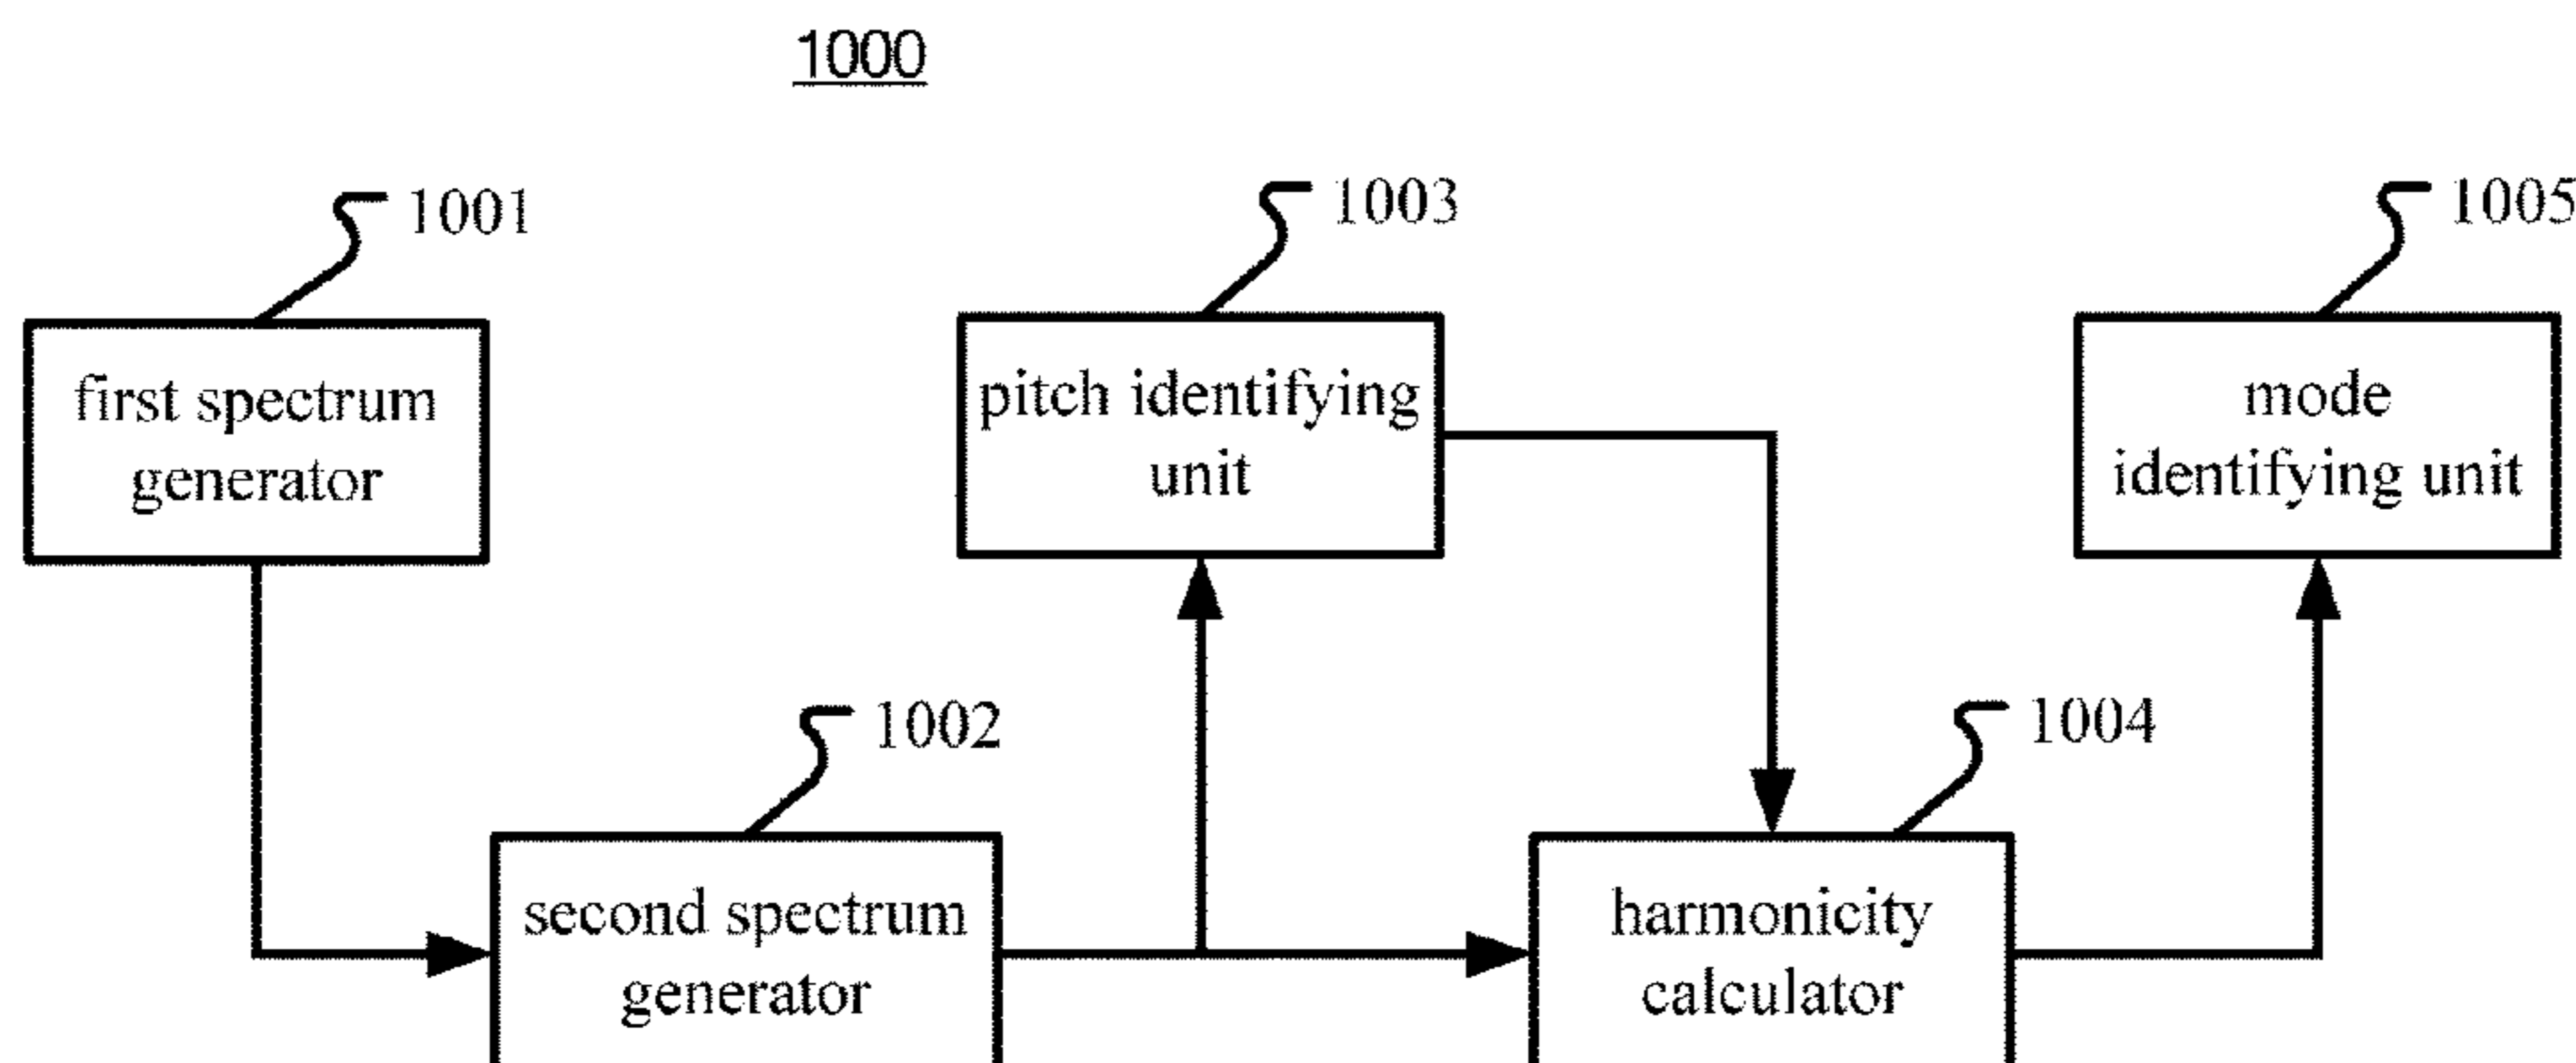 1000
1001
1003
1005
first spectrum
generator
pitch identifying
unit
mode
identifying unit
1002
1004
second spectrum
generator
harmonicity
calculator